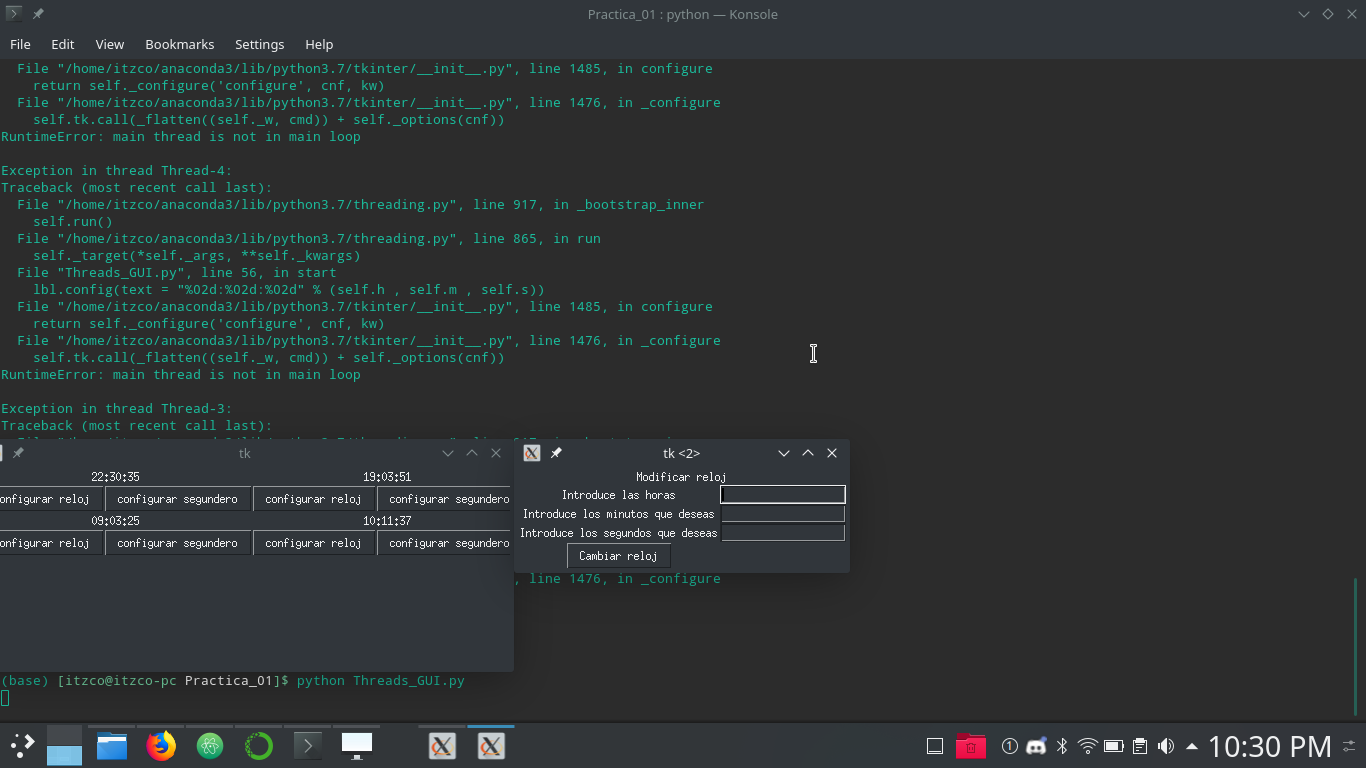 Practica_01 : python — Konsole
File Edit View Bookmarks Settings Help
File "/home/itzco/anaconda3/lib/python3.7/tkinter/__init__.py", line 1485, in configure
return self._configure('configure', cnf, kw)
File "/home/itzco/anaconda3/lib/python3.7/tkinter/__init__.py", line 1476, in _configure
self.tk.call(_flatten((self._w, cmd)) + self._options(cnf))
RuntimeError: main thread is not in main loop
Exception in thread Thread-4:
Traceback (most recent call last):
File "/home/itzco/anaconda3/lib/python3.7/threading.py", line 917, in _bootstrap_inner
self.run()
File "/home/itzco/anaconda3/lib/python3.7/threading.py", line 865, in run
self._target(*self._args, **self._kwargs)
File "Threads_GUI.py", line 56, in start
lbl.config(text = "%02d:%02d:%02d" % (self.h , self.m , self.s))
File "/home/itzco/anaconda3/lib/python3.7/tkinter/__init__.py", line 1485, in configure
return self._configure('configure', cnf, kw)
File "/home/itzco/anaconda3/lib/python3.7/tkinter/__init__.py", line 1476, in _configure
self.tk.call(_flatten((self._w, cmd)) + self._options(cnf))
RuntimeError: main thread is not in main loop
Exception in thread Thread-3:
Traceback (most recent call last):
tk
22:30:35 19:03:51
onfigurar reloj configurar segundero configurar reloj configurar segundero
09:03:25 10:11:37
onfigurar reloj configurar segundero configurar reloj configurar segundero
tk <2>
Modificar reloj
Introduce las horas
Introduce los minutos que deseas
Introduce los segundos que deseas
Cambiar reloj
, line 1476, in _configure
(base) [itzco@itzco-pc Practica_01]$ python Threads_GUI.py
1
10:30 PM